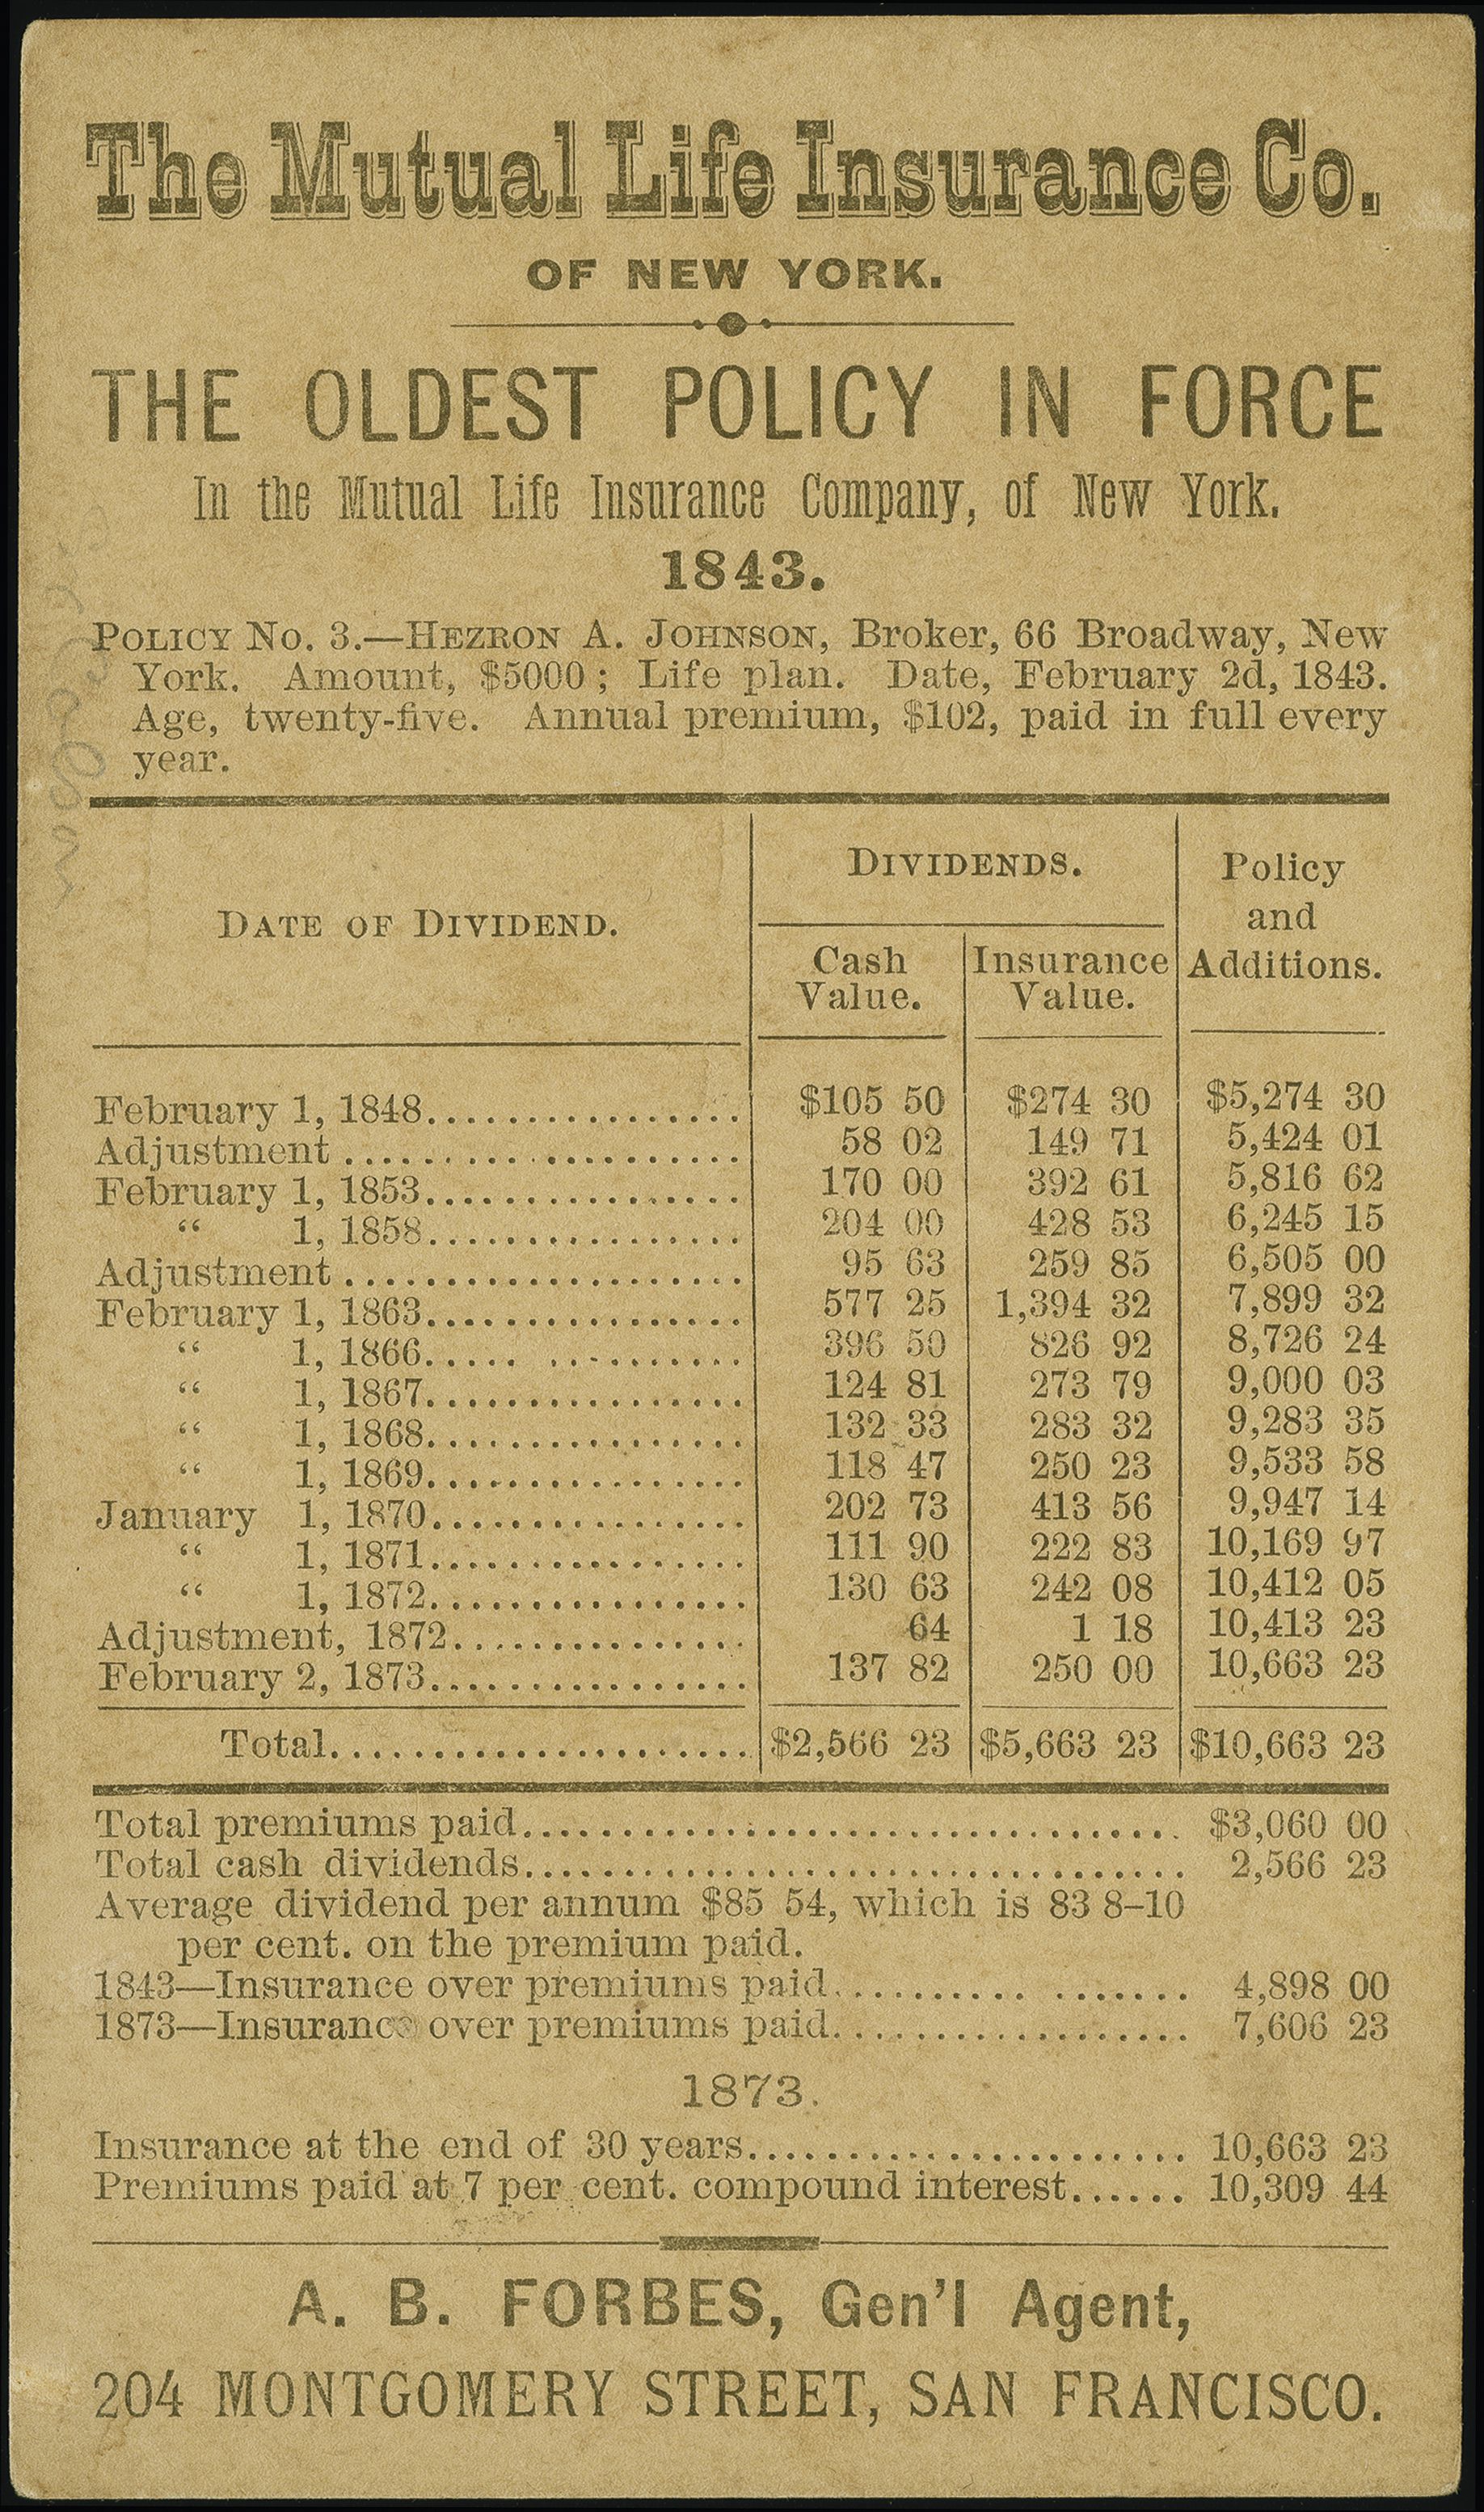 The Mutual Life Insurance Co.
OF NEW YORK.
THE OLDEST POLICY IN FORCE
In the Mutual Life Insurance Company, of New York.
1843.
POLICY NO. 3.—HEZRON A. JOHNSON, Broker, 66 Broadway, New
York. Amount, $5000; Life plan. Date, February 2d, 1843.
Age, twenty-five. Annual premium, $102, paid in full every
year.
DATE OF DIVIDEND. DIVIDENDS. Policy and Additions.
Cash Value. Insurance Value.
February 1, 1848................ $105 50 $274 30 $5,274 30
Adjustment .................... 58 02 149 71 5,424 01
February 1, 1853................ 170 00 392 61 5,816 62
“ 1, 1858................ 204 00 428 53 6,245 15
Adjustment .................... 95 63 259 85 6,505 00
February 1, 1863................ 577 25 1,394 32 7,899 32
“ 1, 1866..... .......... 396 50 826 92 8,726 24
“ 1, 1867................ 124 81 273 79 9,000 03
“ 1, 1868................ 132 33 283 32 9,283 35
“ 1, 1869................ 118 47 250 23 9,533 58
January 1, 1870................ 202 73 413 56 9,947 14
“ 1, 1871................ 111 90 222 83 10,169 97
“ 1, 1872................ 130 63 242 08 10,412 05
Adjustment, 1872............... 64 1 18 10,413 23
February 2, 1873................ 137 82 250 00 10,663 23
Total..................... $2,566 23 $5,663 23 $10,663 23
Total premiums paid................................. $3,060 00
Total cash dividends................................. 2,566 23
Average dividend per annum $85 54, which is 83 8–10
per cent. on the premium paid.
1843—Insurance over premiums paid.......... ....... 4,898 00
1873—Insurance over premiums paid.................. 7,606 23
1873.
Insurance at the end of 30 years...................... 10,663 23
Premiums paid at 7 per cent. compound interest...... 10,309 44
A. B. FORBES, Gen’l Agent,
204 MONTGOMERY STREET, SAN FRANCISCO.